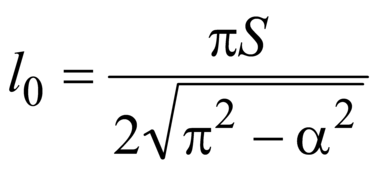 l₀ = πS / (2√(π² − α²))